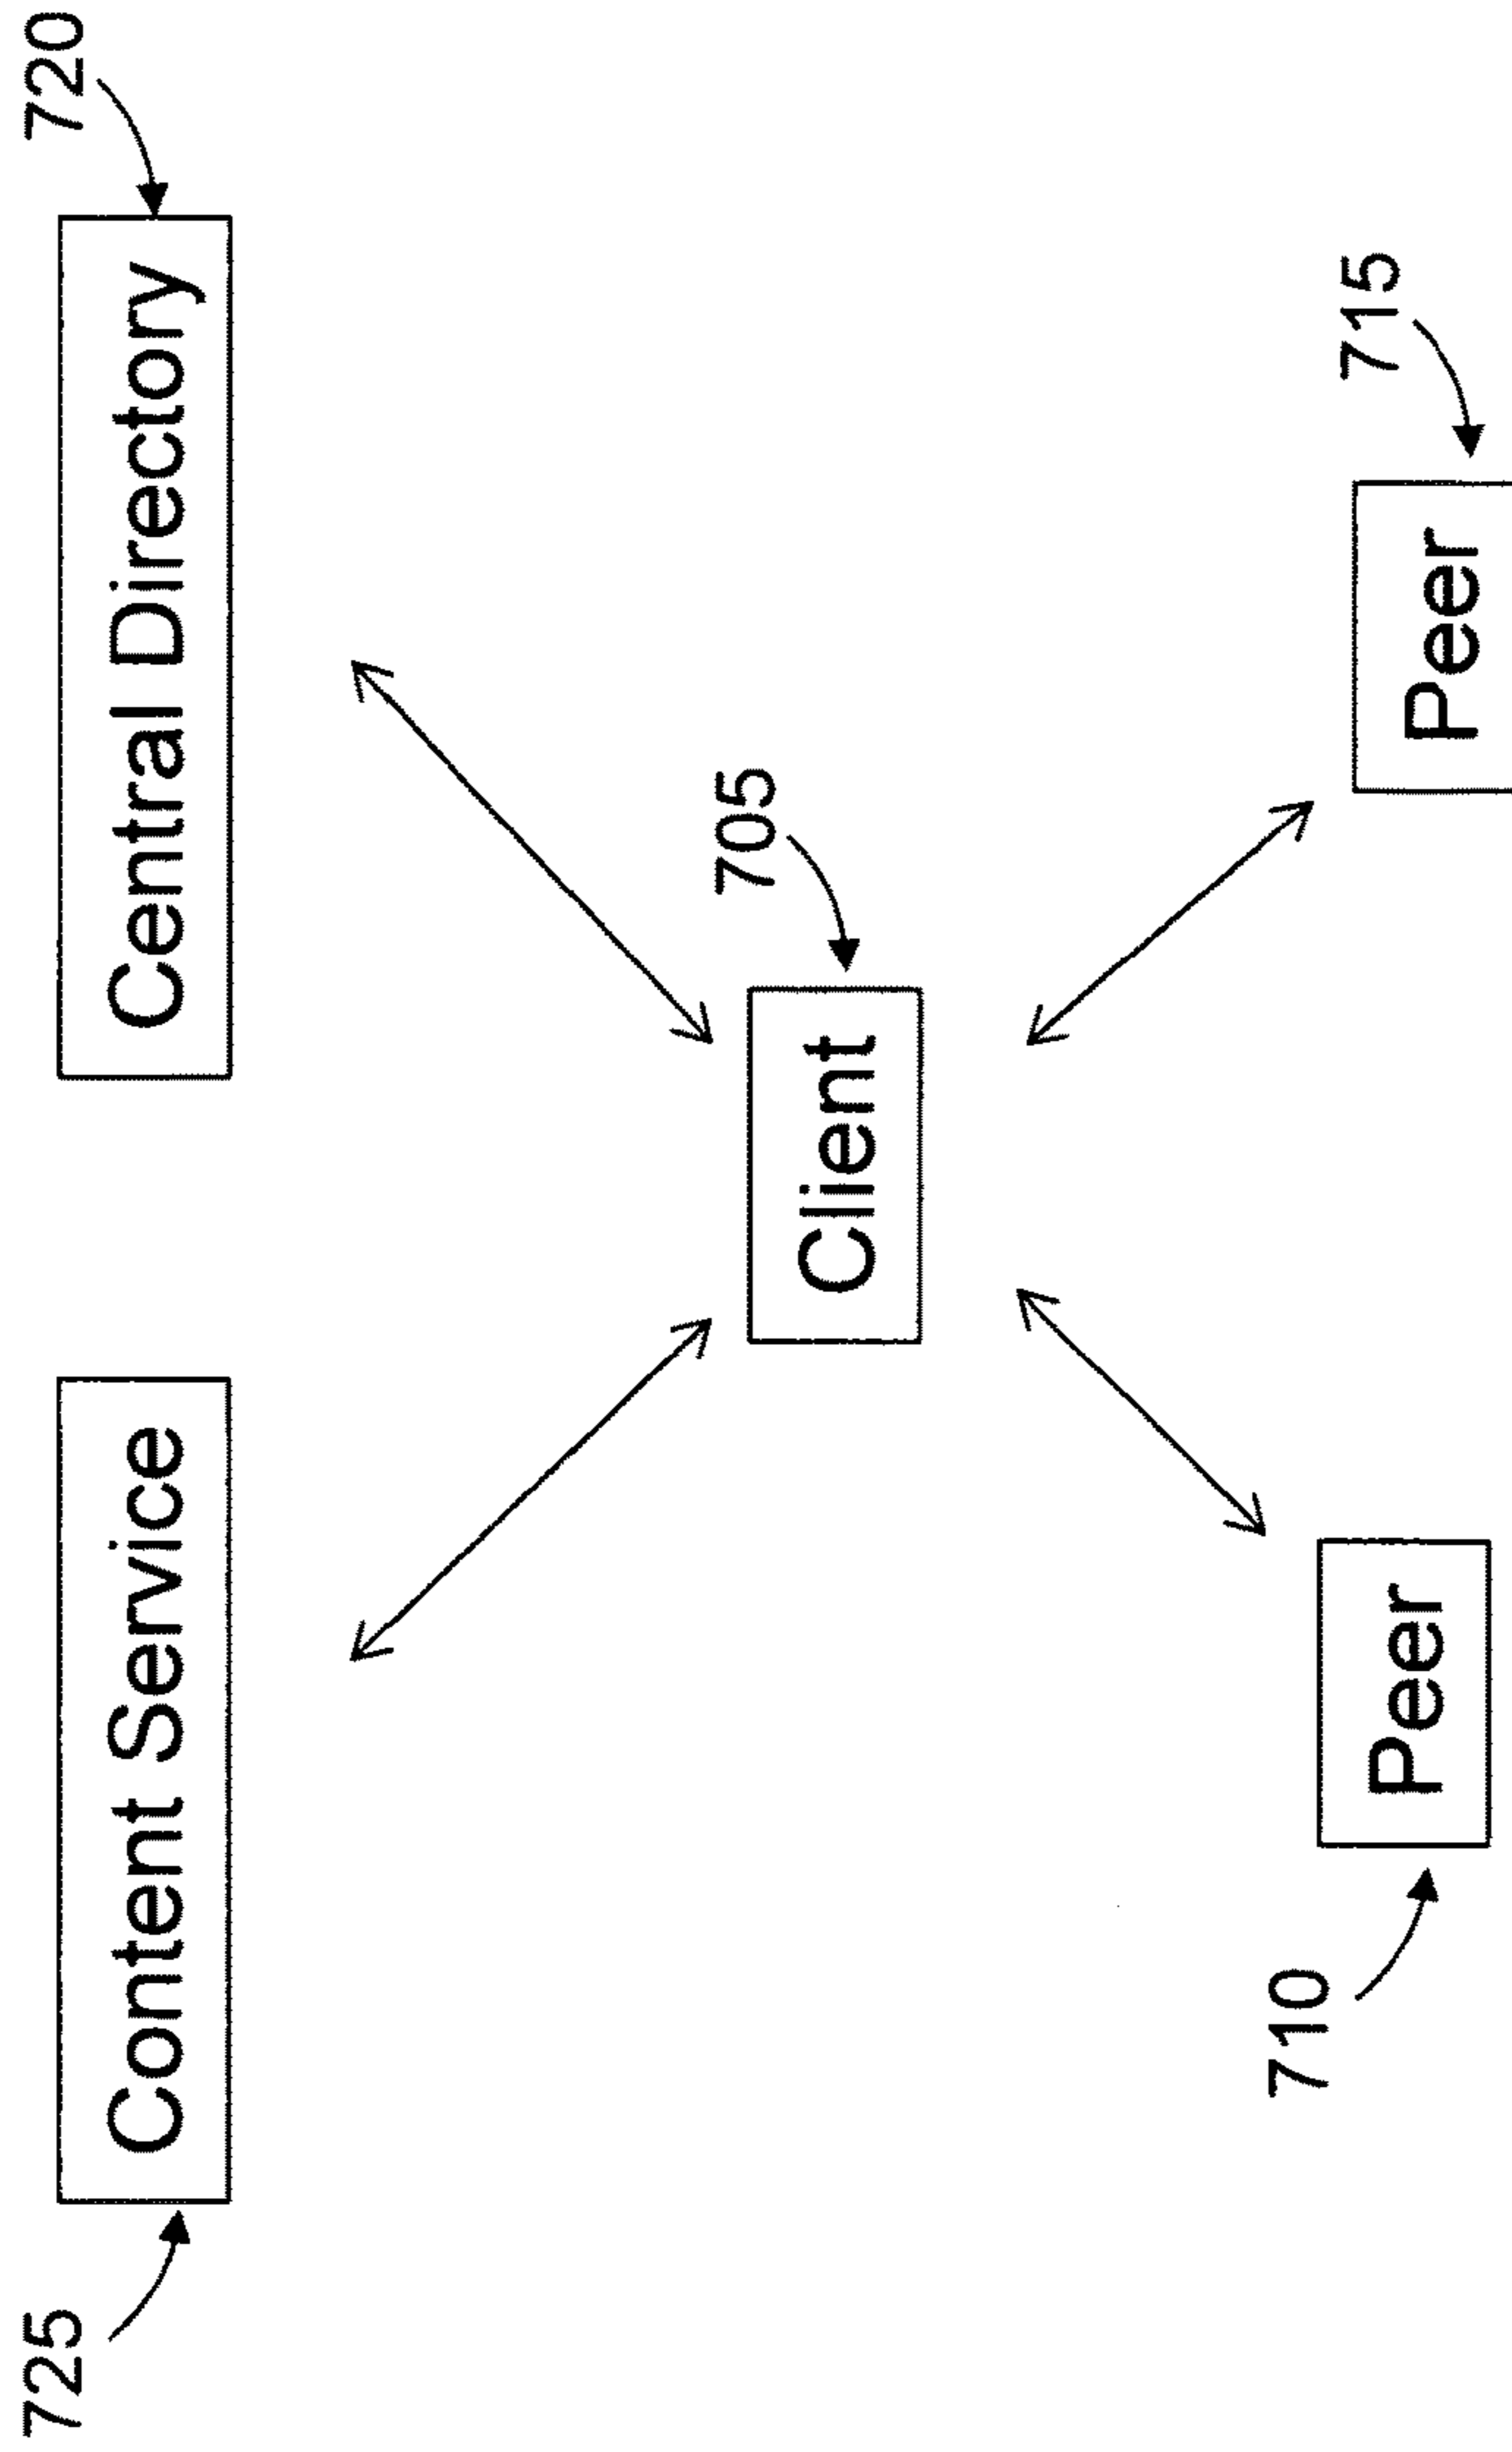 725
720
Content Service
Central Directory
705
Client
710
715
Peer
Peer